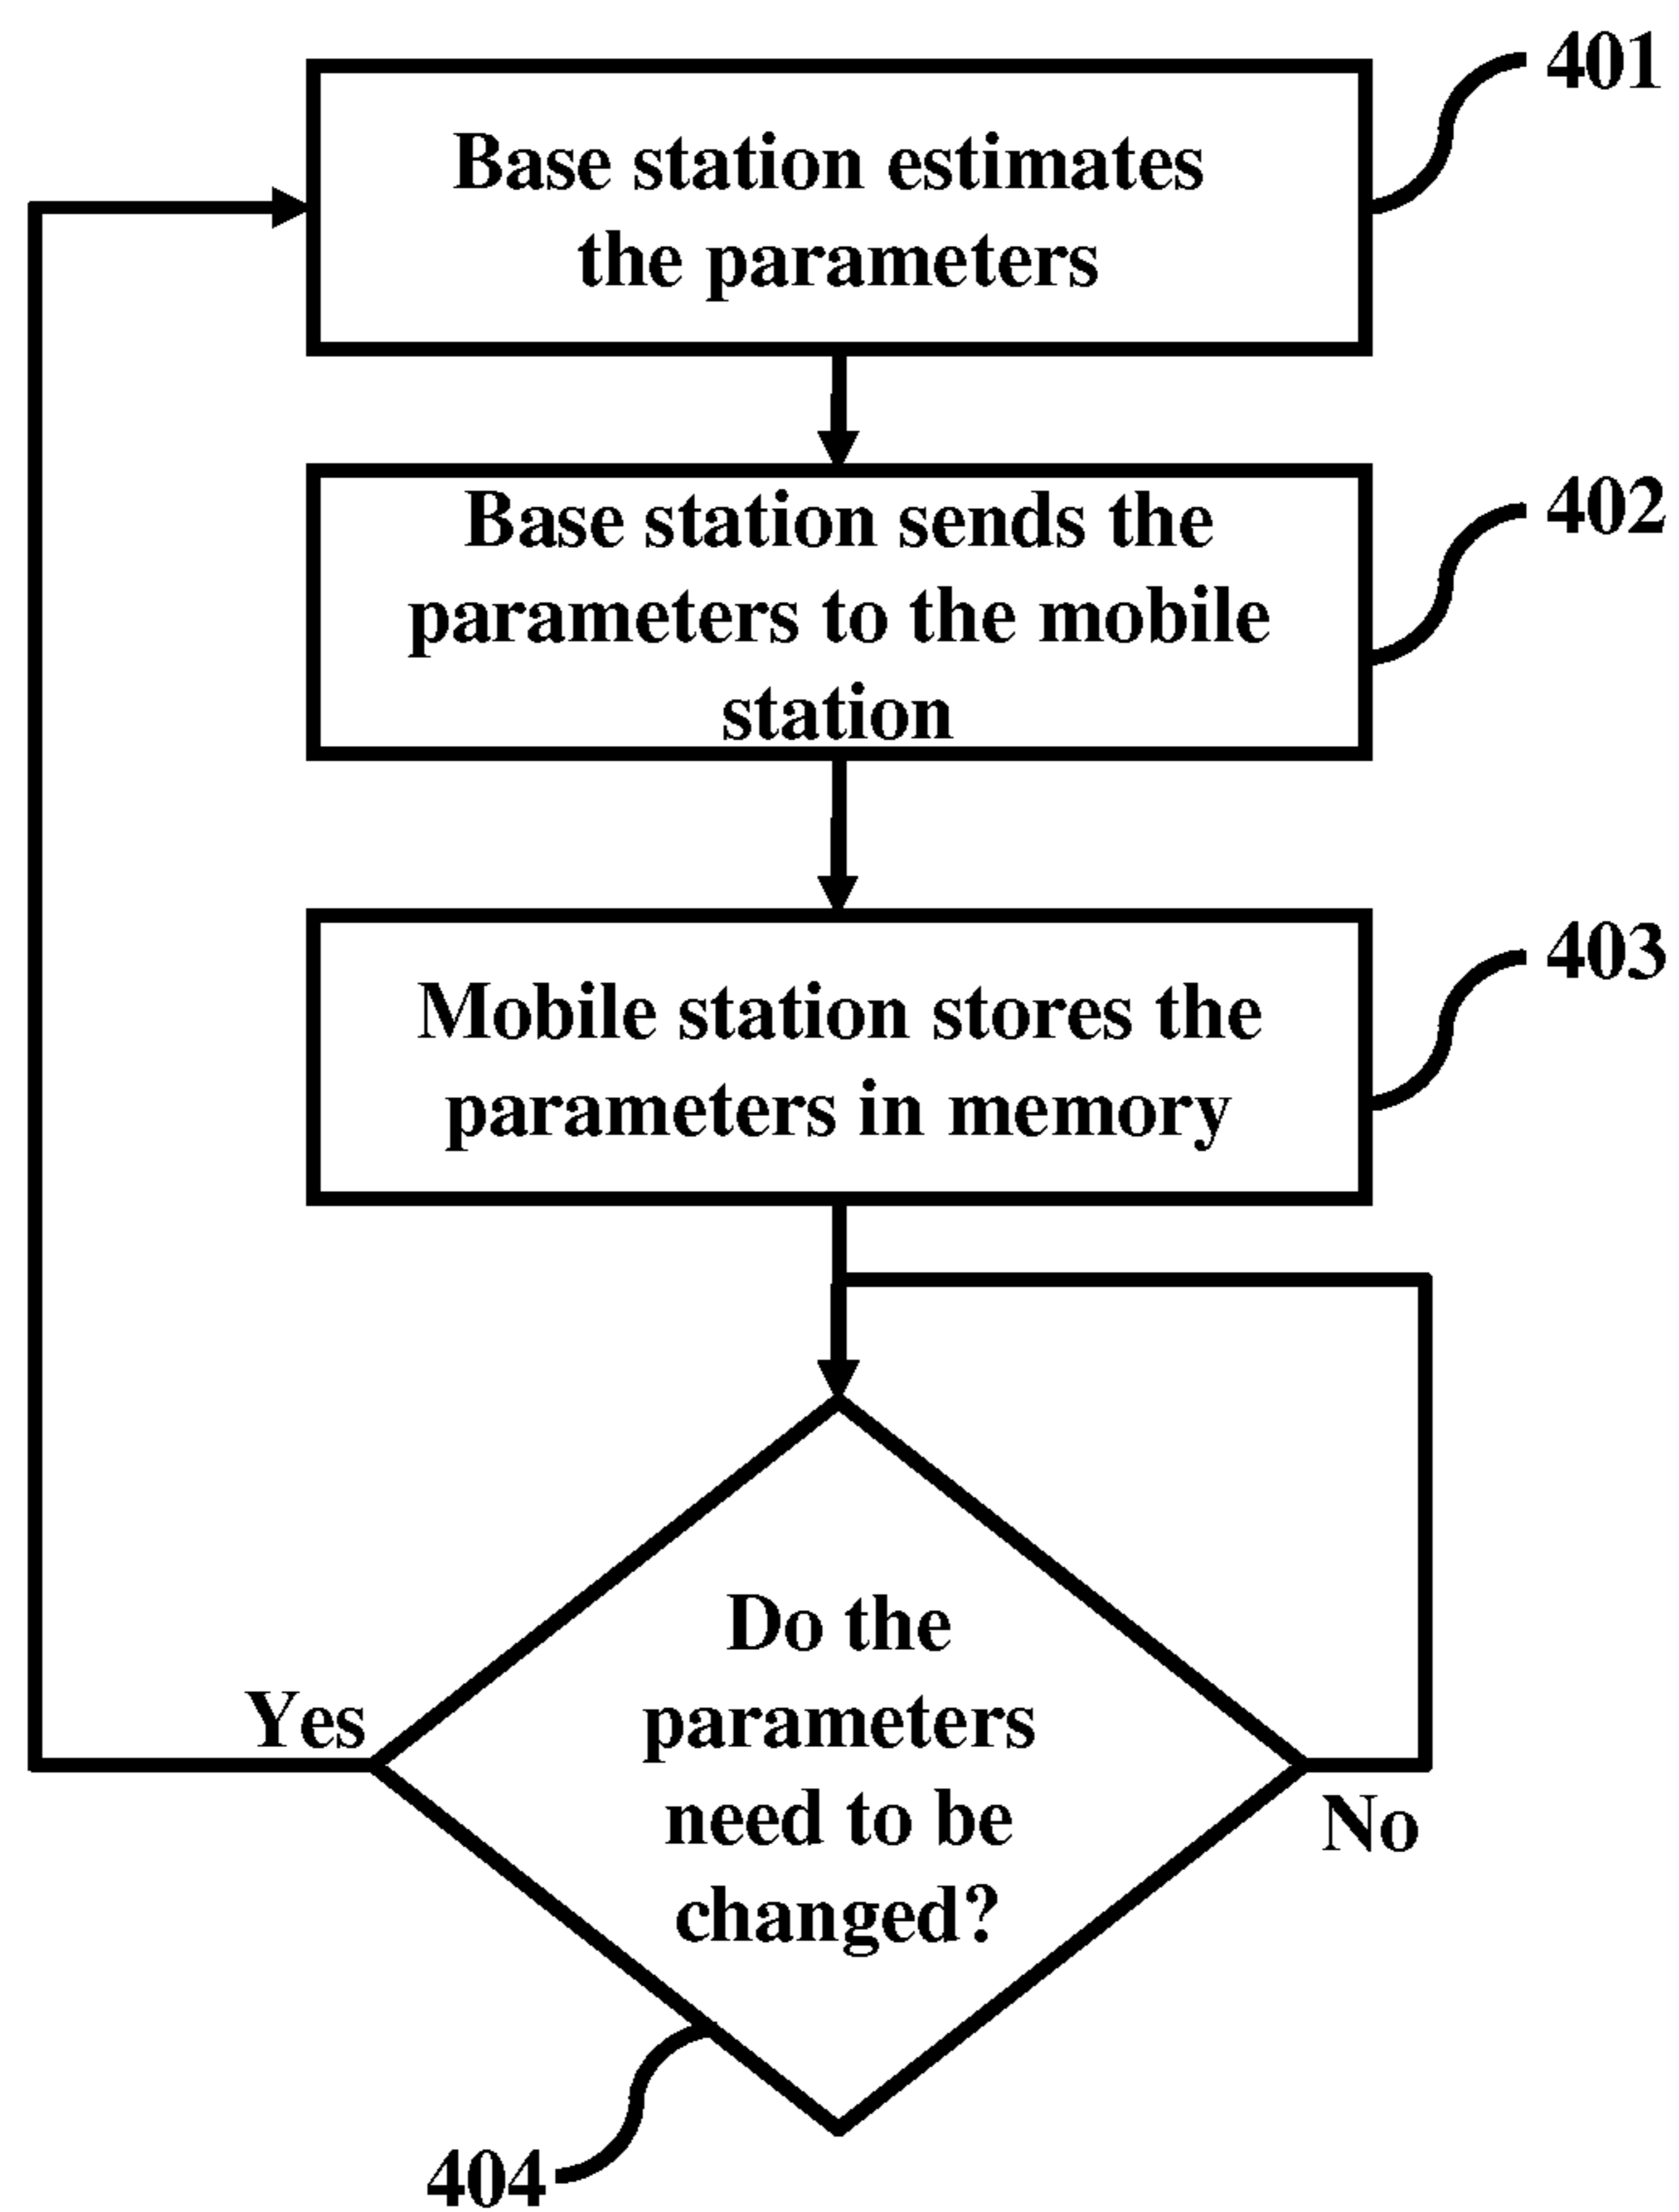 401
Base station estimates
the parameters
402
Base station sends the
parameters to the mobile
station
403
Mobile station stores the
parameters in memory
Do the
parameters
need to be
changed?
Yes
No
404